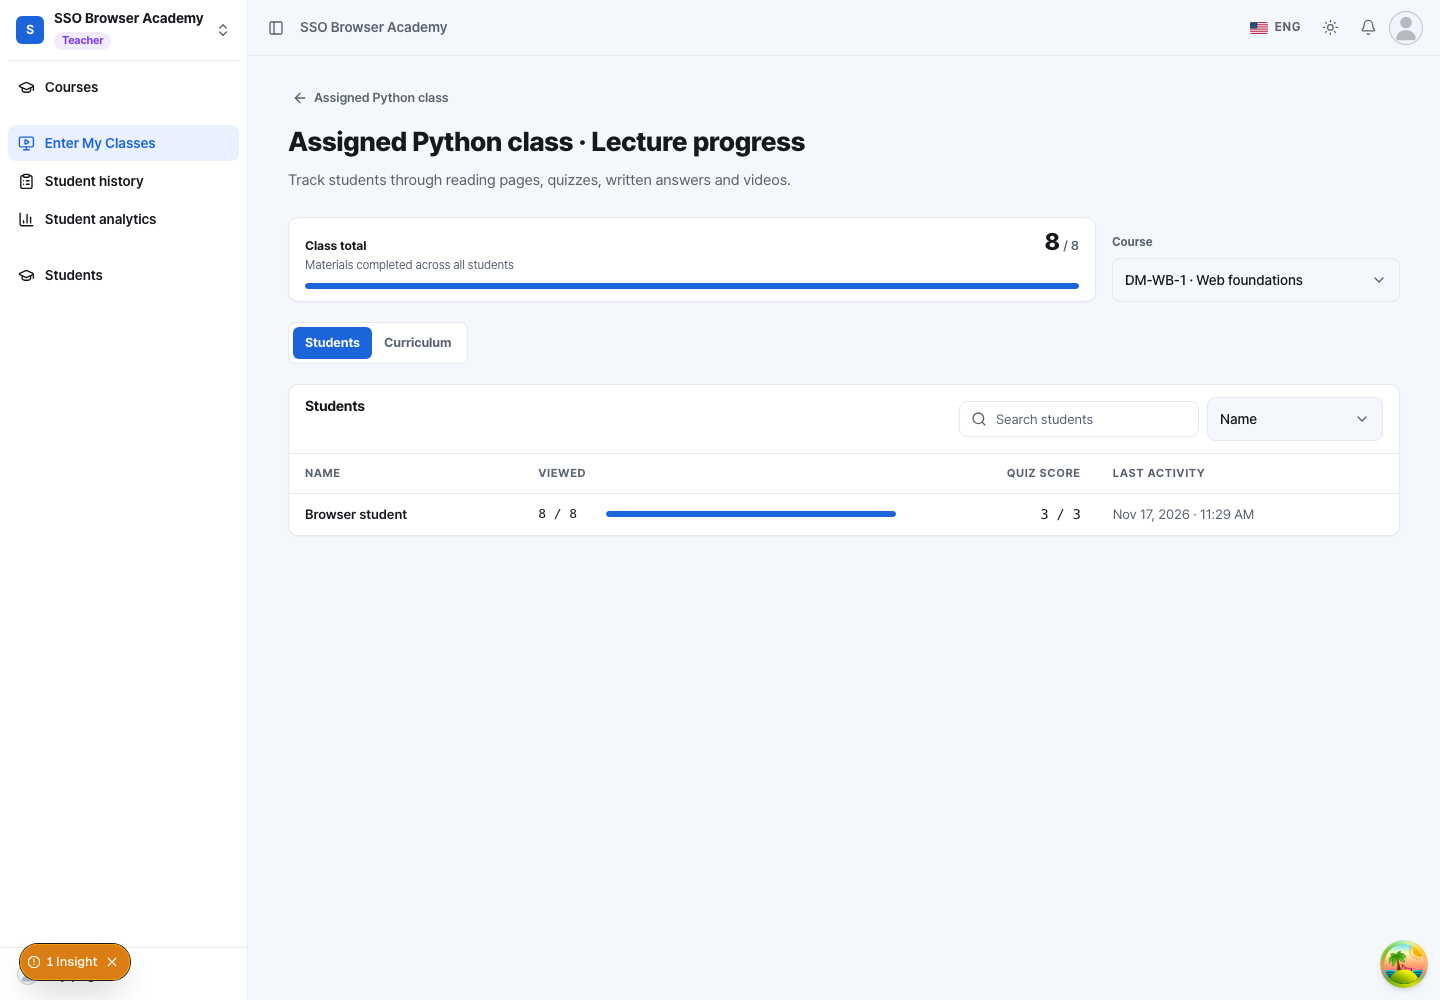 S
SSO Browser Academy
Teacher
SSO Browser Academy
ENG
Courses
Enter My Classes
Student history
Student analytics
Students
Assigned Python class
Assigned Python class · Lecture progress
Track students through reading pages, quizzes, written answers and videos.
Class total
8 / 8
Materials completed across all students
Course
DM-WB-1 · Web foundations
Students
Curriculum
Students
Search students
Name
NAME
VIEWED
QUIZ SCORE
LAST ACTIVITY
Browser student
8 / 8
3 / 3
Nov 17, 2026 · 11:29 AM
1 Insight